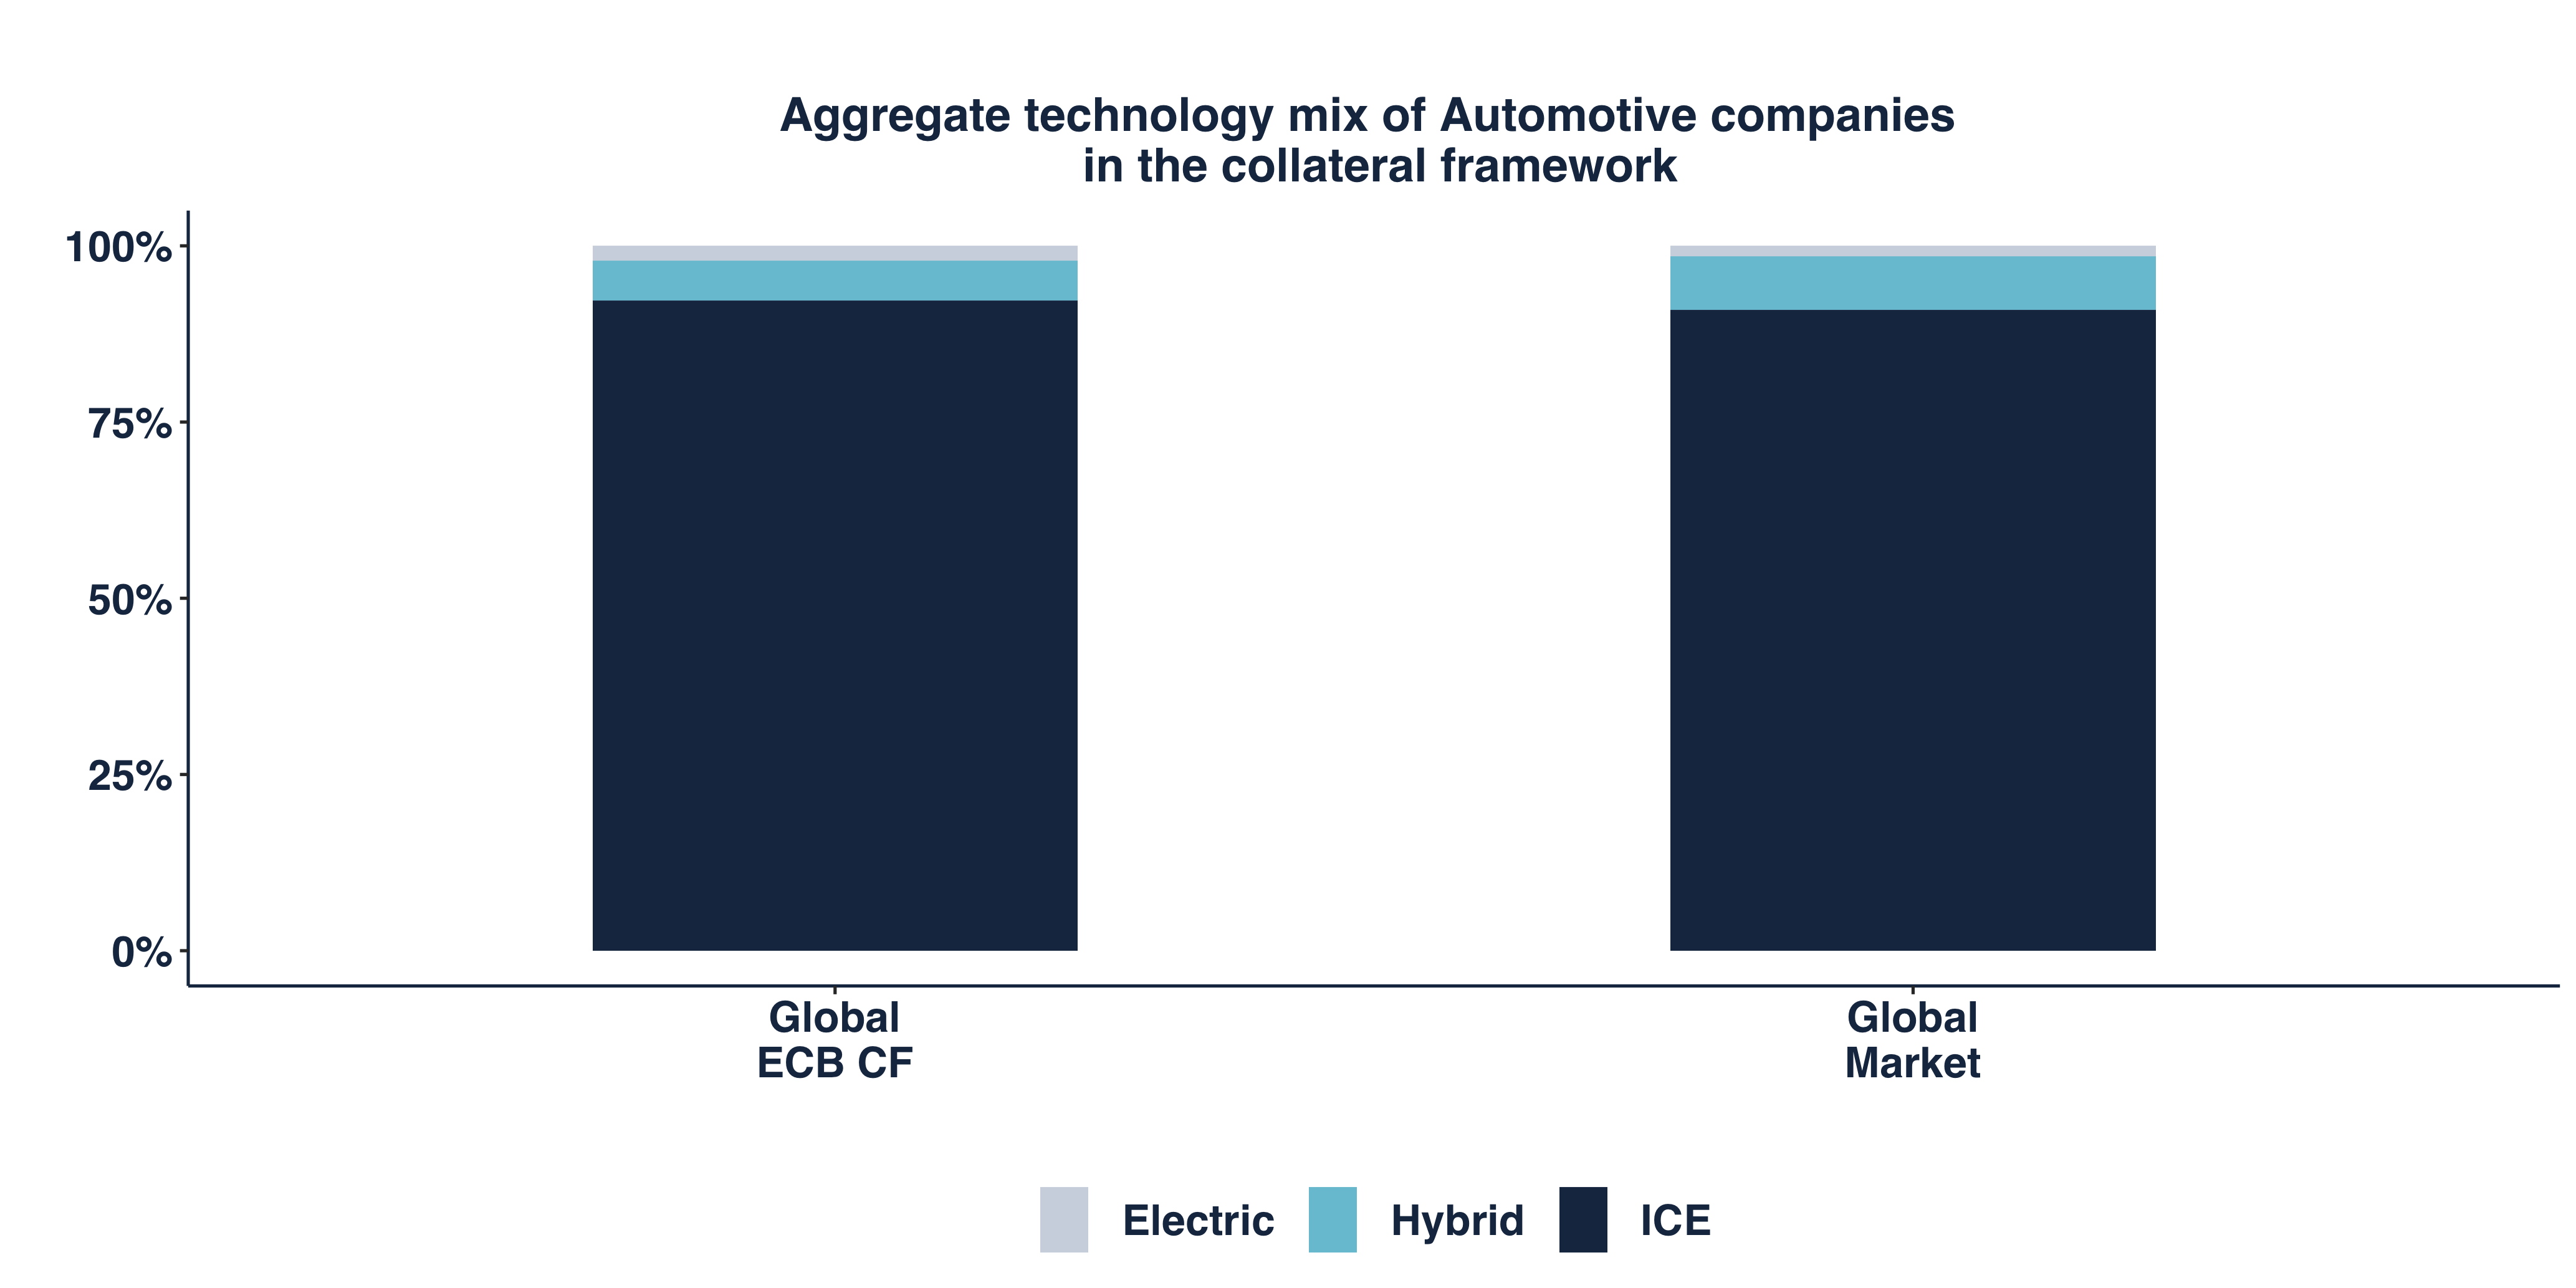 Aggregate technology mix of Automotive companies
in the collateral framework
100%
75%
50%
25%
0%
Global
ECB CF
Global
Market
Electric
Hybrid
ICE